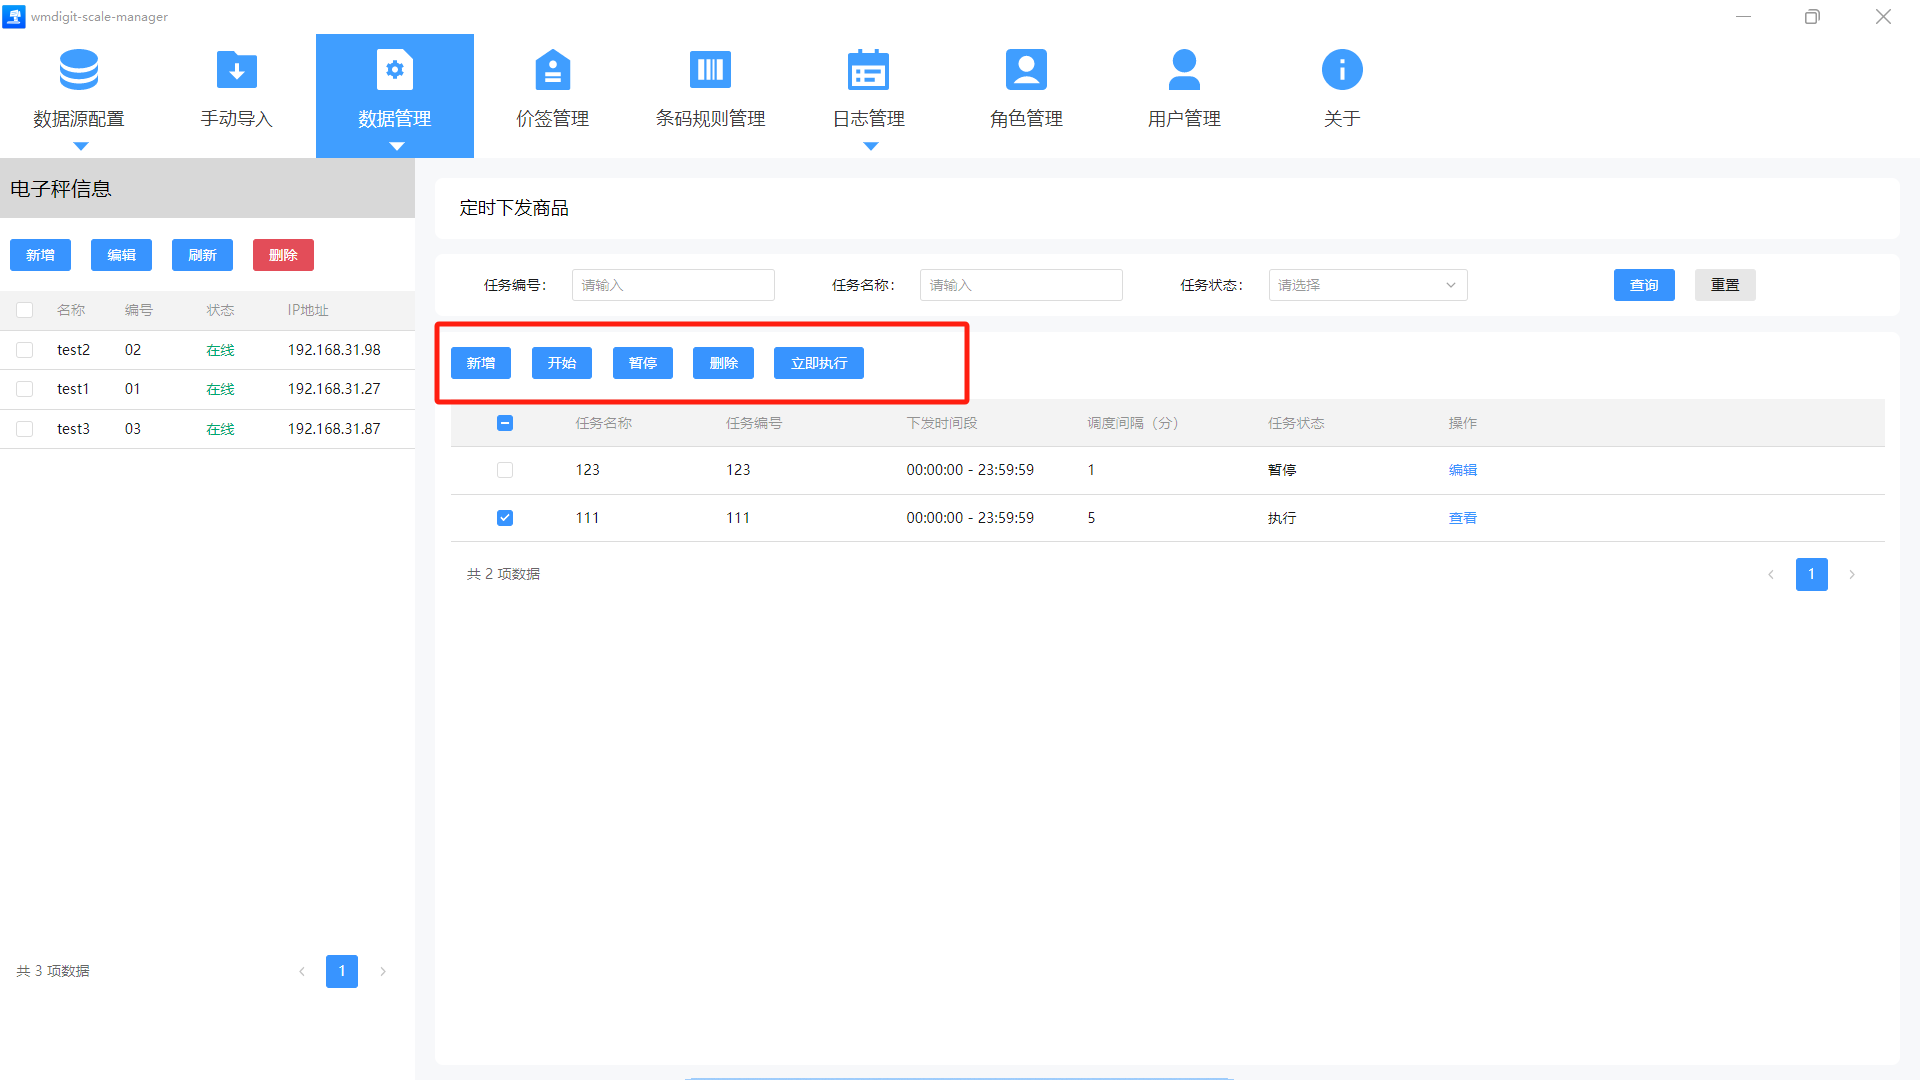 wmdigit-scale-manager
数据源配置 手动导入 数据管理 价签管理 条码规则管理 日志管理 角色管理 用户管理 关于
电子秤信息
新增 编辑 刷新 删除
名称 编号 状态 IP地址
test2 02 在线 192.168.31.98
test1 01 在线 192.168.31.27
test3 03 在线 192.168.31.87
共 3 项数据 1
定时下发商品
任务编号: 请输入 任务名称: 请输入 任务状态: 请选择 查询 重置
新增 开始 暂停 删除 立即执行
任务名称 任务编号 下发时间段 调度间隔（分） 任务状态 操作
123 123 00:00:00 - 23:59:59 1 暂停 编辑
111 111 00:00:00 - 23:59:59 5 执行 查看
共 2 项数据 1